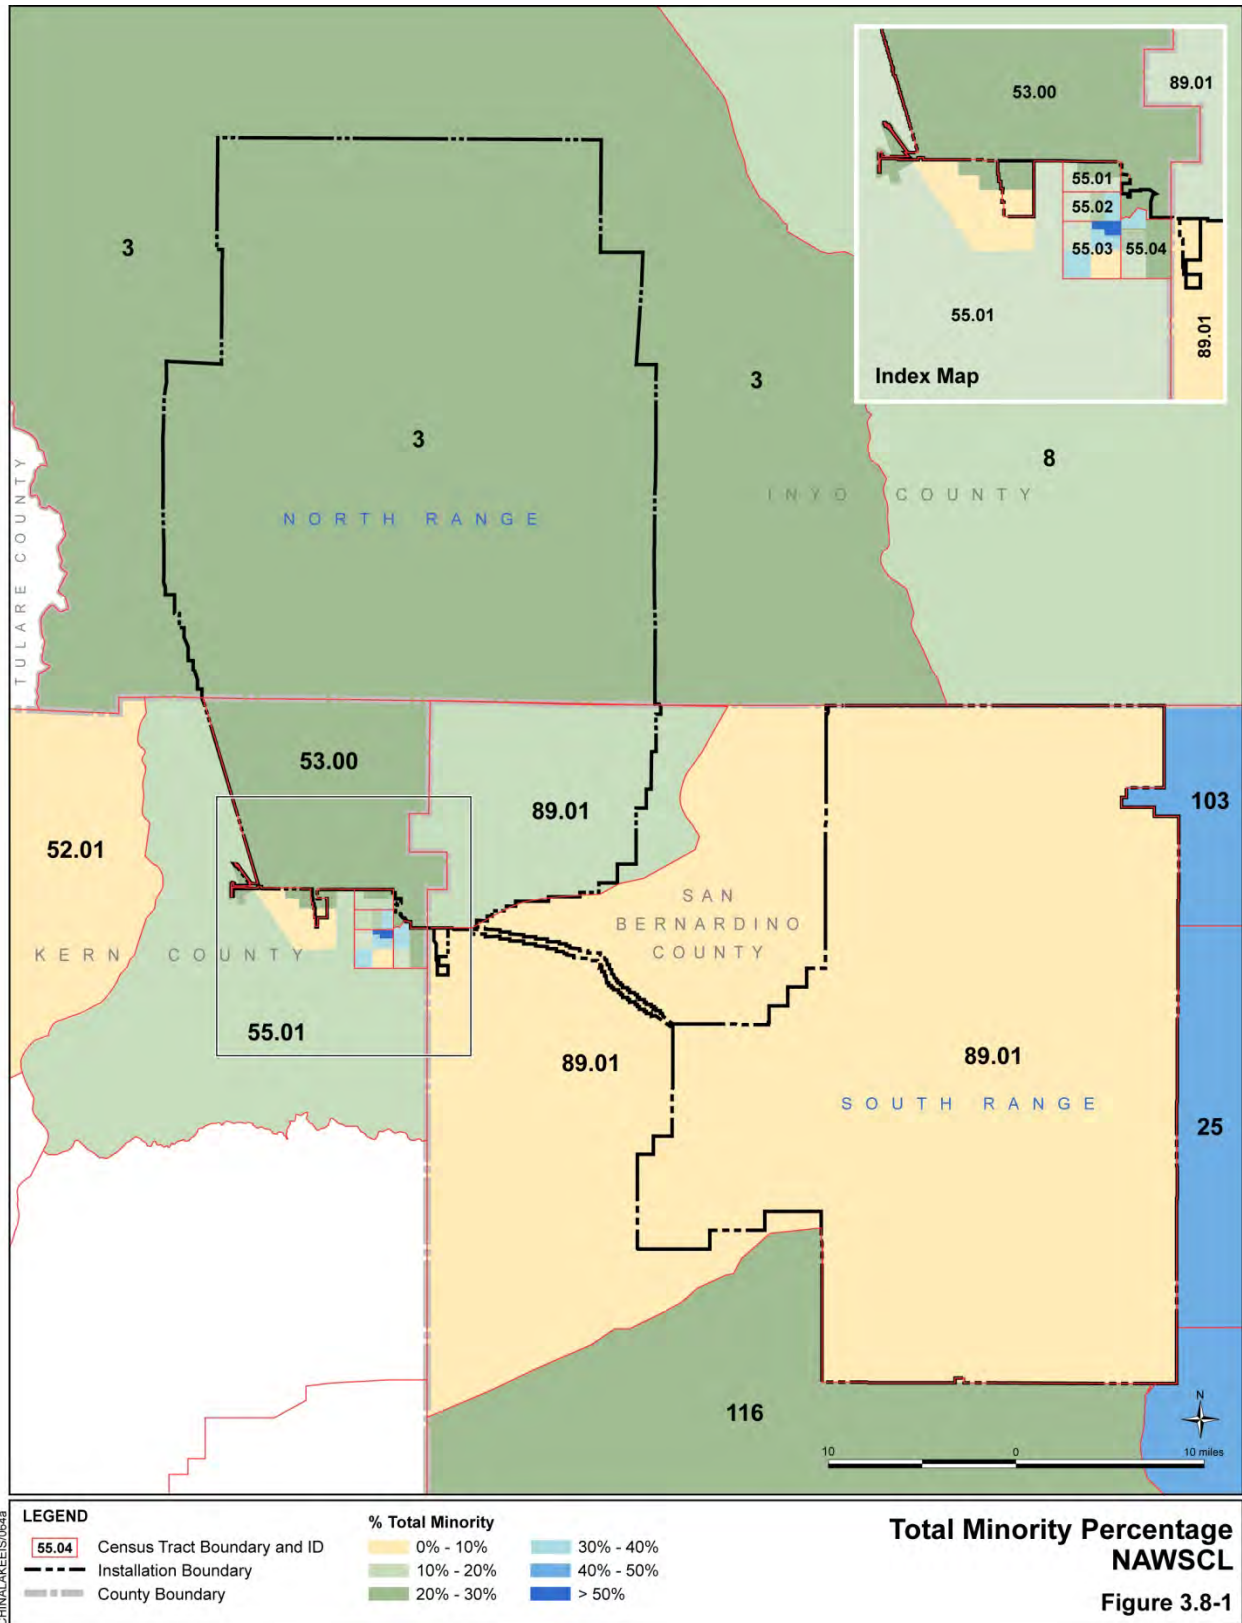 53.00
89.01
55.01
55.02
55.03
55.04
55.01
89.01
Index Map
3
3
3
8
INYO COUNTY
NORTH RANGE
TULARE COUNTY
53.00
89.01
103
52.01
SAN
BERNARDINO
COUNTY
KERN COUNTY
55.01
89.01
89.01
SOUTH RANGE
25
116
N
10
0
10 miles
CHINALAKEEIS/064a
LEGEND
55.04 Census Tract Boundary and ID
Installation Boundary
County Boundary
% Total Minority
0% - 10%
10% - 20%
20% - 30%
30% - 40%
40% - 50%
> 50%
Total Minority Percentage
NAWSCL
Figure 3.8-1